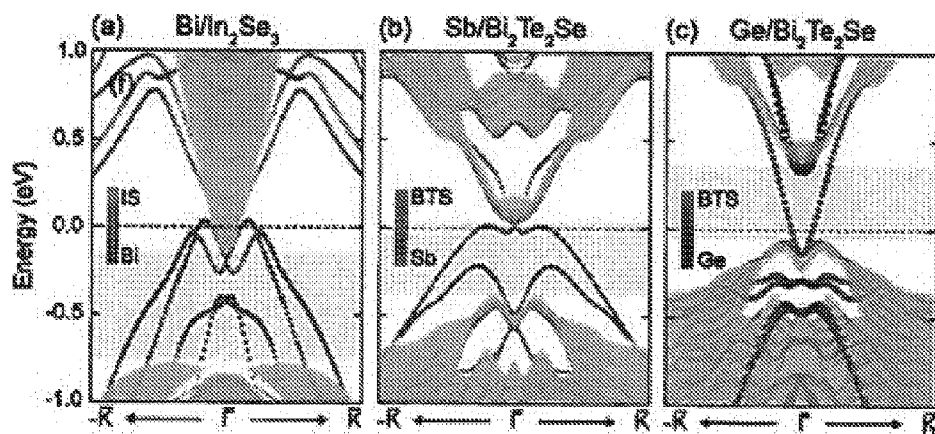 (a) Bi/In₂Se₃
(b) Sb/Bi₂Te₂Se
(c) Ge/Bi₂Te₂Se
Energy (eV)
1.0
0.5
0.0
-0.5
-1.0
IS
Bi
BTS
Sb
BTS
Ge
-R Γ R
-R Γ R
-R Γ R